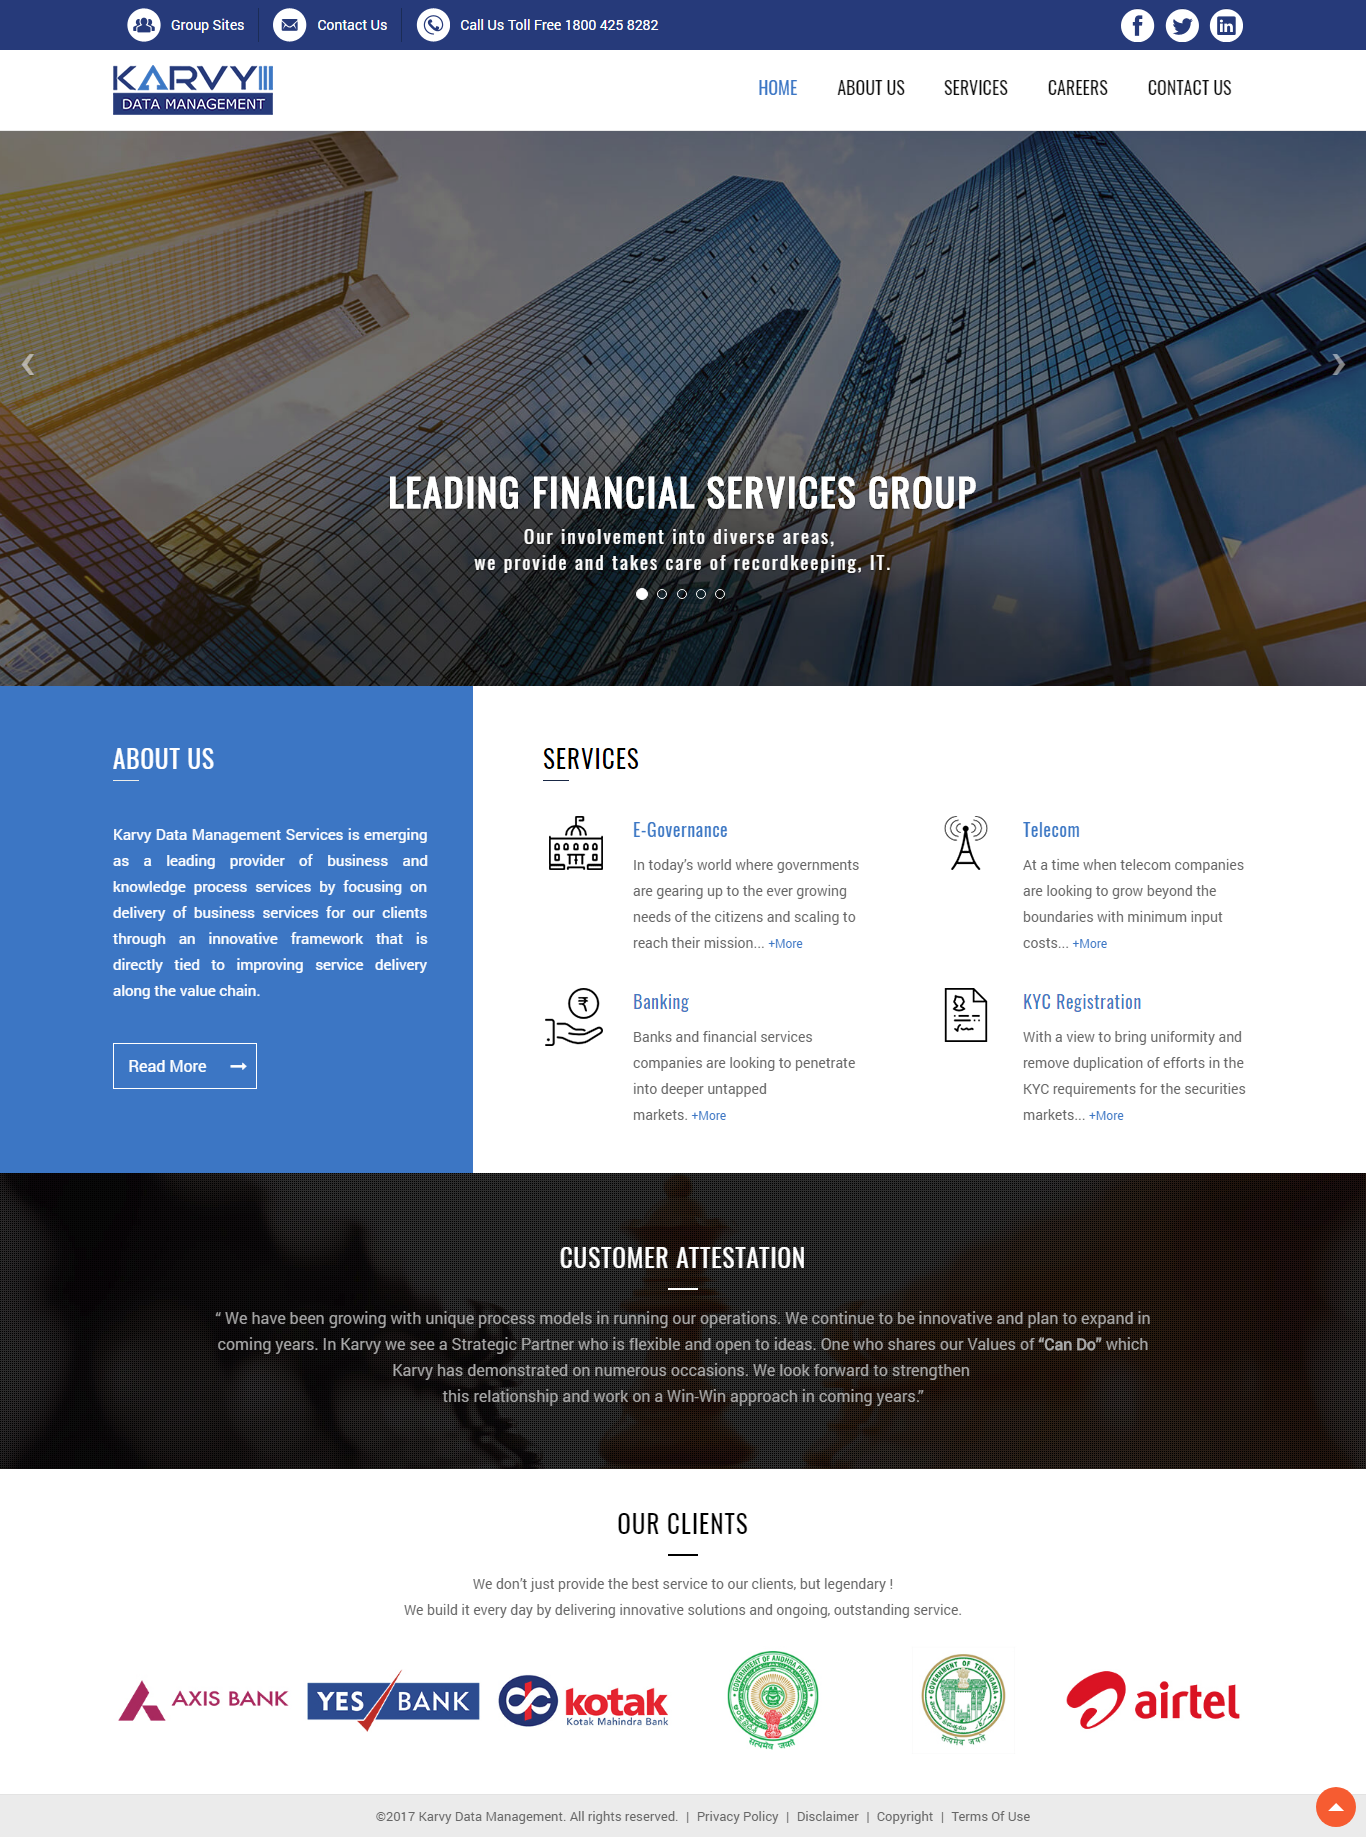 Group Sites
Contact Us
Call Us Toll Free 1800 425 8282
KARVY
DATA MANAGEMENT
HOME
ABOUT US
SERVICES
CAREERS
CONTACT US
LEADING FINANCIAL SERVICES GROUP
Our involvement into diverse areas,
we provide and takes care of recordkeeping, IT.
ABOUT US
Karvy Data Management Services is emerging
as a leading provider of business and
knowledge process services by focusing on
delivery of business services for our clients
through an innovative framework that is
directly tied to improving service delivery
along the value chain.
Read More
SERVICES
E-Governance
In today’s world where governments
are gearing up to the ever growing
needs of the citizens and scaling to
reach their mission... +More
Telecom
At a time when telecom companies
are looking to grow beyond the
boundaries with minimum input
costs... +More
Banking
Banks and financial services
companies are looking to penetrate
into deeper untapped
markets. +More
KYC Registration
With a view to bring uniformity and
remove duplication of efforts in the
KYC requirements for the securities
markets... +More
CUSTOMER ATTESTATION
“ We have been growing with unique process models in running our operations. We continue to be innovative and plan to expand in
coming years. In Karvy we see a Strategic Partner who is flexible and open to ideas. One who shares our Values of “Can Do” which
Karvy has demonstrated on numerous occasions. We look forward to strengthen
this relationship and work on a Win-Win approach in coming years.”
OUR CLIENTS
We don’t just provide the best service to our clients, but legendary !
We build it every day by delivering innovative solutions and ongoing, outstanding service.
AXIS BANK
YES BANK
kotak
Kotak Mahindra Bank
GOVERNMENT OF ANDHRA PRADESH
सत्यमेव जयते
GOVERNMENT OF TELANGANA
सत्यमेव जयते
airtel
©2017 Karvy Data Management. All rights reserved. | Privacy Policy | Disclaimer | Copyright | Terms Of Use